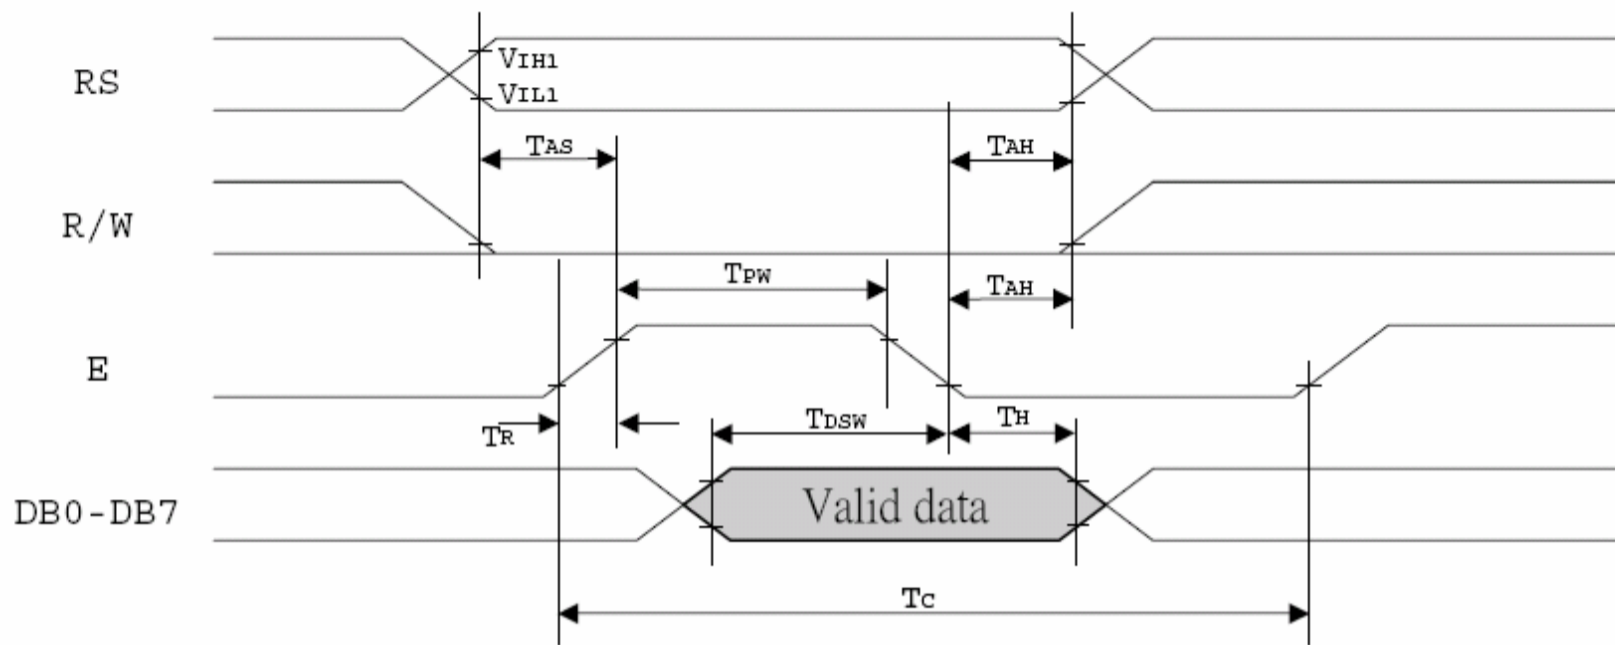 RS
VIH1
VIL1
TAS
TAH
R/W
TPW
TAH
E
TR
TDSW
TH
DB0-DB7
Valid data
TC